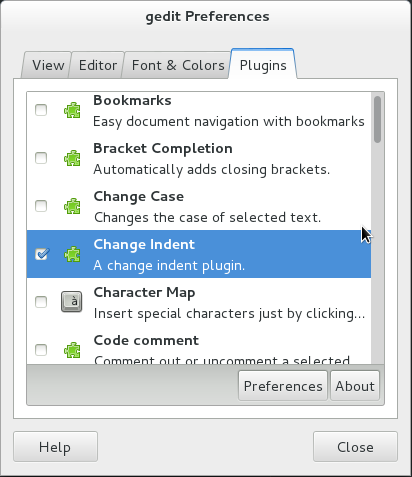 gedit Preferences
View Editor Font & Colors Plugins
Bookmarks
Easy document navigation with bookmarks
Bracket Completion
Automatically adds closing brackets.
Change Case
Changes the case of selected text.
Change Indent
A change indent plugin.
Character Map
à
Insert special characters just by clicking...
Code comment
Comment out or uncomment a selected
Preferences About
Help Close